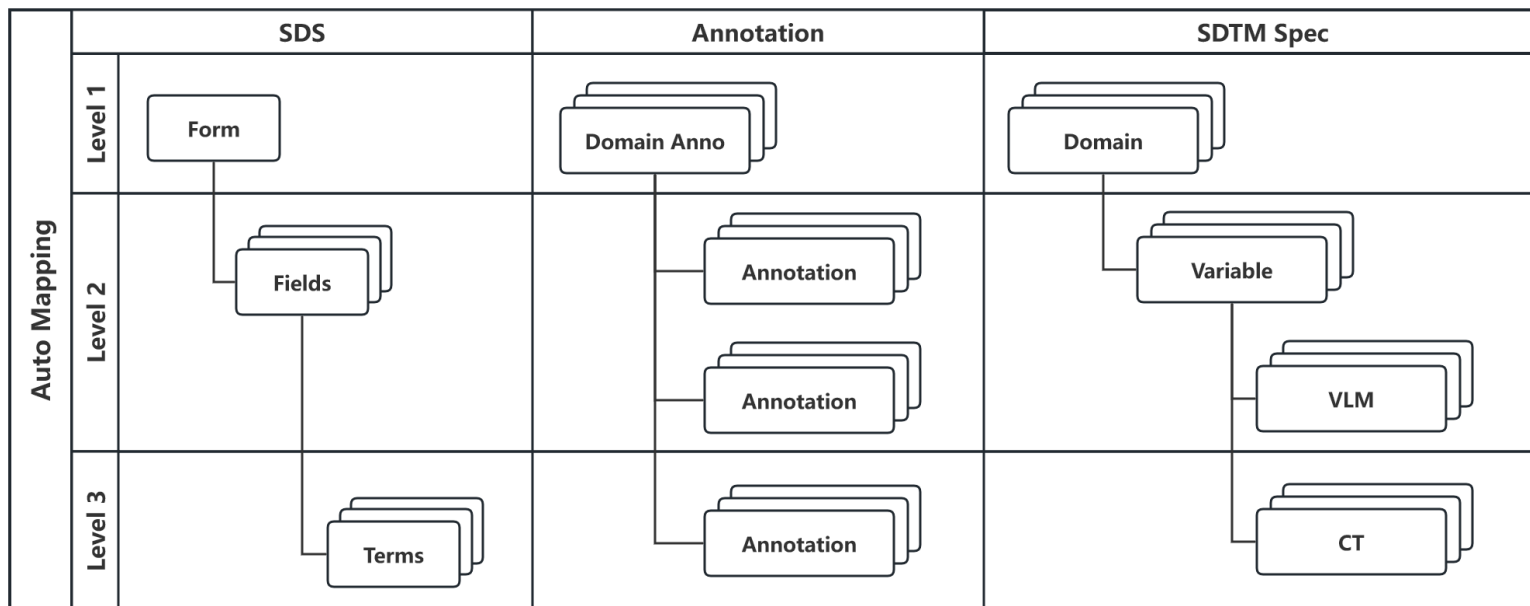 SDS
Annotation
SDTM Spec
Auto Mapping
Level 1
Form
Domain Anno
Domain
Level 2
Fields
Annotation
Variable
Annotation
VLM
Level 3
Terms
Annotation
CT